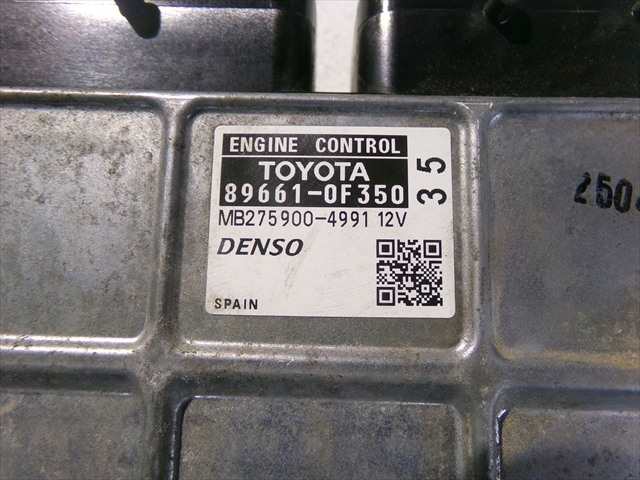 ENGINE CONTROL
TOYOTA
89661-0F350
35
MB275900-4991 12V
DENSO
SPAIN